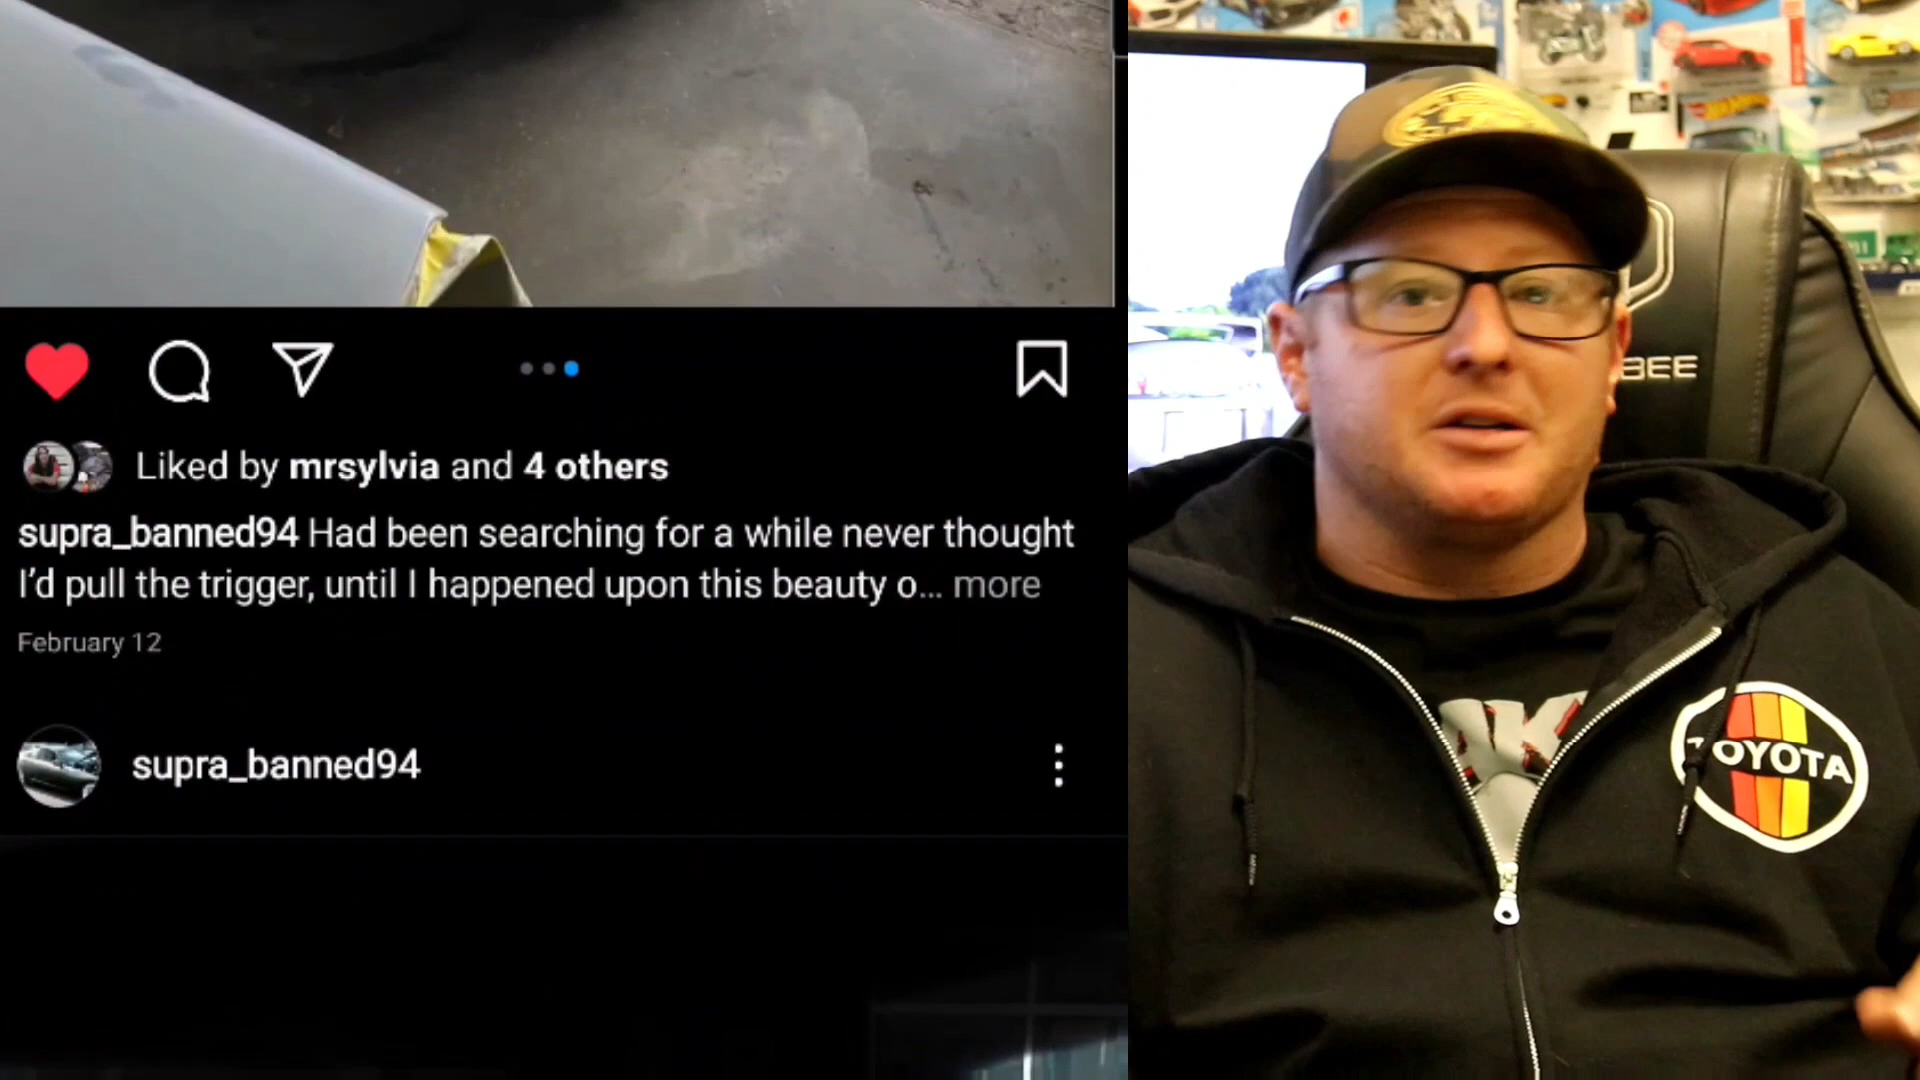 Liked by mrsylvia and 4 others
supra_banned94 Had been searching for a while never thought
I'd pull the trigger, until I happened upon this beauty o... more
February 12
supra_banned94
BEE
TOYOTA